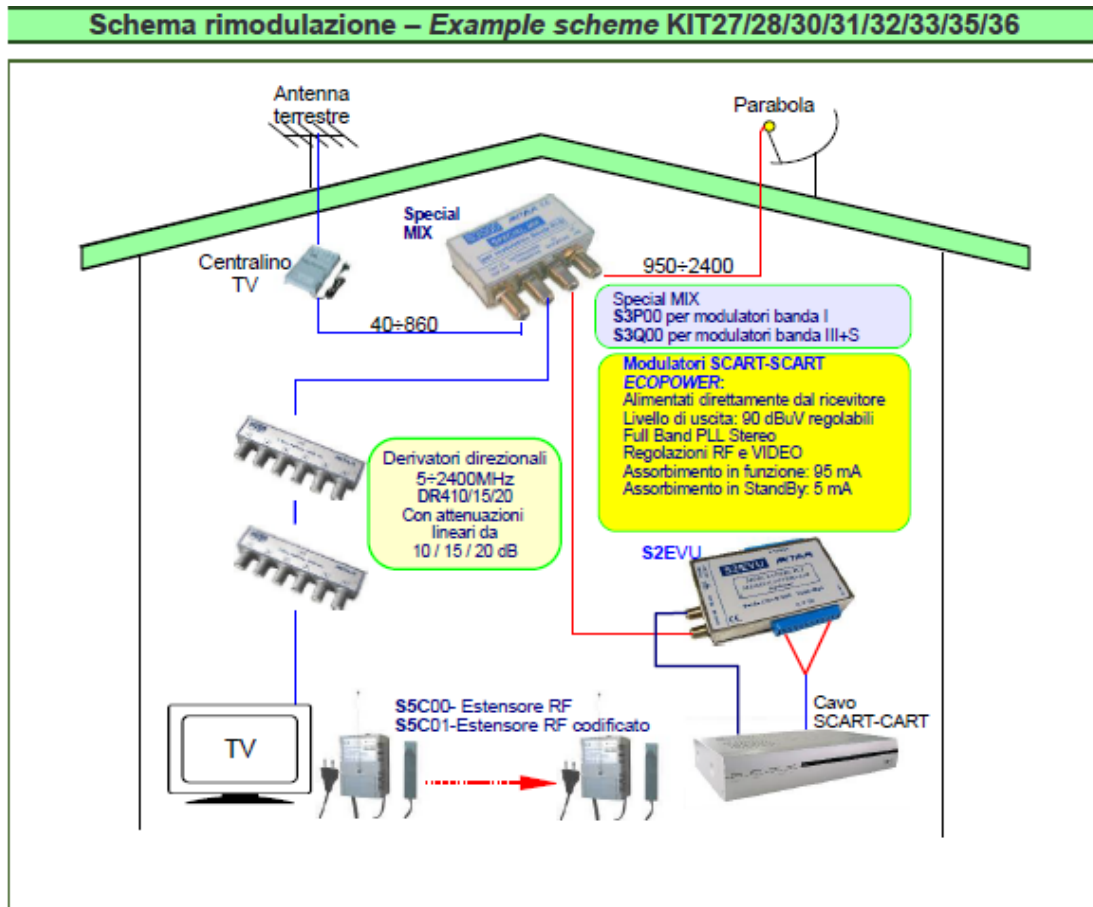 Schema rimodulazione – Example scheme KIT27/28/30/31/32/33/35/36
Antenna
terrestre
Parabola
Special
MIX
SPECIAL MIX
Centralino
TV
950÷2400
40÷860
Special MIX
S3P00 per modulatori banda I
S3Q00 per modulatori banda III+S
Modulatori SCART-SCART
ECOPOWER:
Alimentati direttamente dal ricevitore
Livello di uscita: 90 dBuV regolabili
Full Band PLL Stereo
Regolazioni RF e VIDEO
Assorbimento in funzione: 95 mA
Assorbimento in StandBy: 5 mA
Derivatori direzionali
5÷2400MHz
DR410/15/20
Con attenuazioni
lineari da
10 / 15 / 20 dB
S2EVU
S2EVU
S5C00- Estensore RF
S5C01-Estensore RF codificato
Cavo
SCART-CART
TV